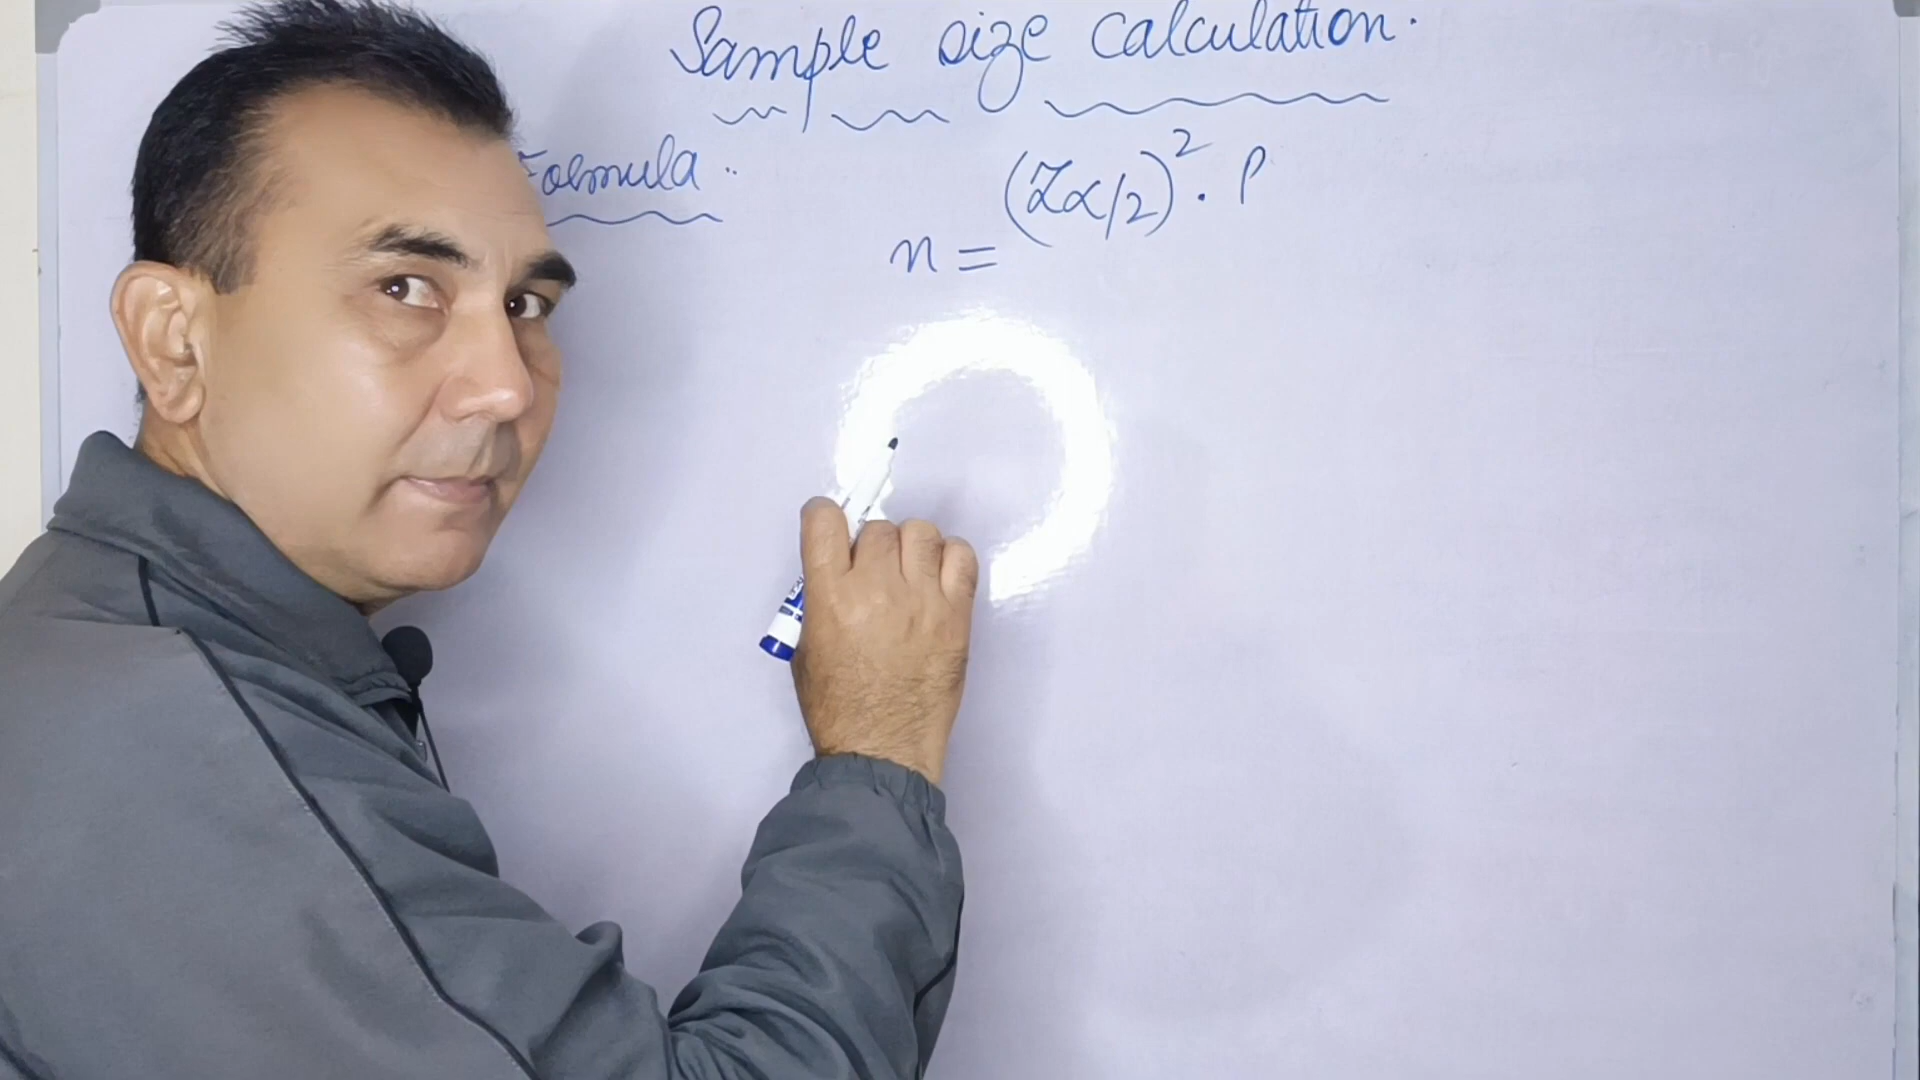 Sample size calculation.
Formula..
n = (Zα/2)². P